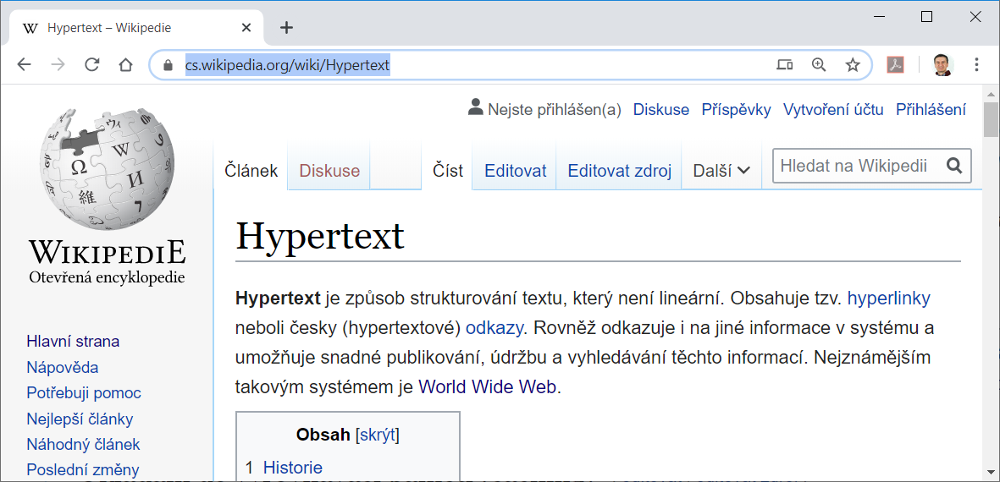 Hypertext – Wikipedie
cs.wikipedia.org/wiki/Hypertext
Nejste přihlášen(a) Diskuse Příspěvky Vytvoření účtu Přihlášení
Článek Diskuse Číst Editovat Editovat zdroj Další Hledat na Wikipedii
WIKIPEDIE
Otevřená encyklopedie
Hlavní strana
Nápověda
Potřebuji pomoc
Nejlepší články
Náhodný článek
Poslední změny
Hypertext
Hypertext je způsob strukturování textu, který není lineární. Obsahuje tzv. hyperlinky
neboli česky (hypertextové) odkazy. Rovněž odkazuje i na jiné informace v systému a
umožňuje snadné publikování, údržbu a vyhledávání těchto informací. Nejznámějším
takovým systémem je World Wide Web.
Obsah [skrýt]
1 Historie